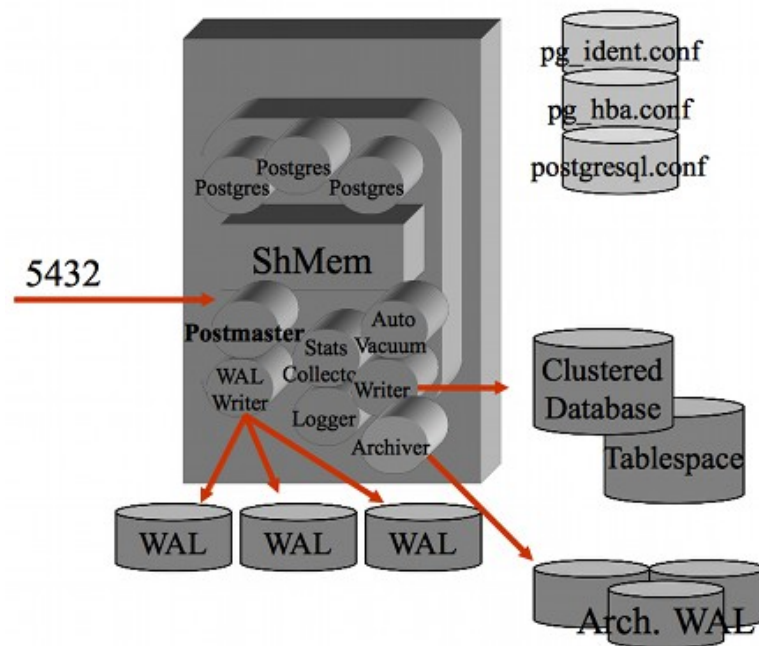 pg_ident.conf
pg_hba.conf
postgresql.conf
Postgres
Postgres
Postgres
ShMem
5432
Postmaster
Stats
Collecto
Auto
Vacuum
WAL
Writer
Logger
Writer
Archiver
Clustered
Database
Tablespace
WAL
WAL
WAL
Arch. WAL